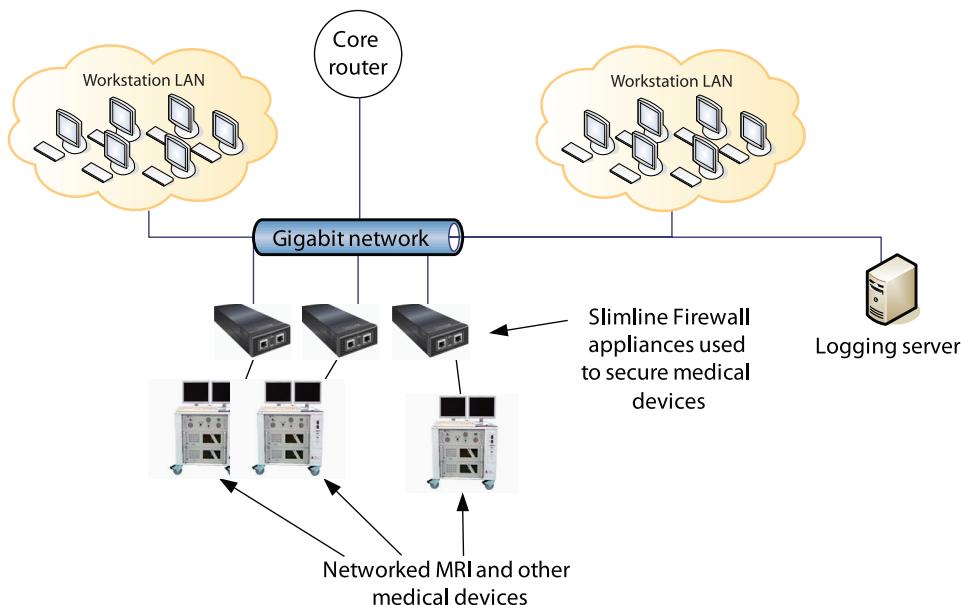 Core
router
Workstation LAN
Workstation LAN
Gigabit network
Slimline Firewall
appliances used
to secure medical
devices
Logging server
Networked MRI and other
medical devices